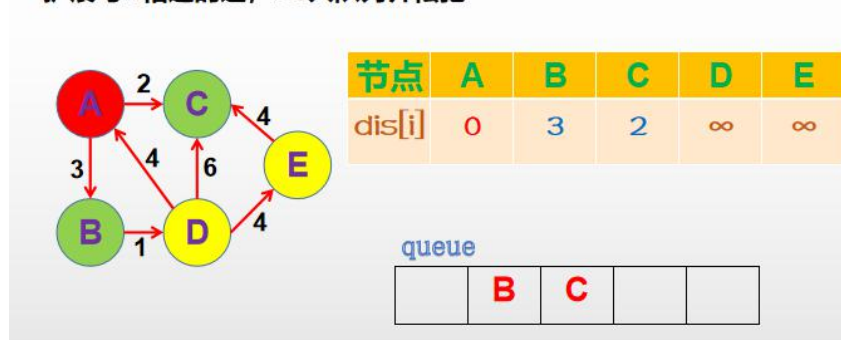 节点 A B C D E
dis[i] 0 3 2 ∞ ∞
A 2 C
4
3 4 6 E
B 1 D 4
queue
B C